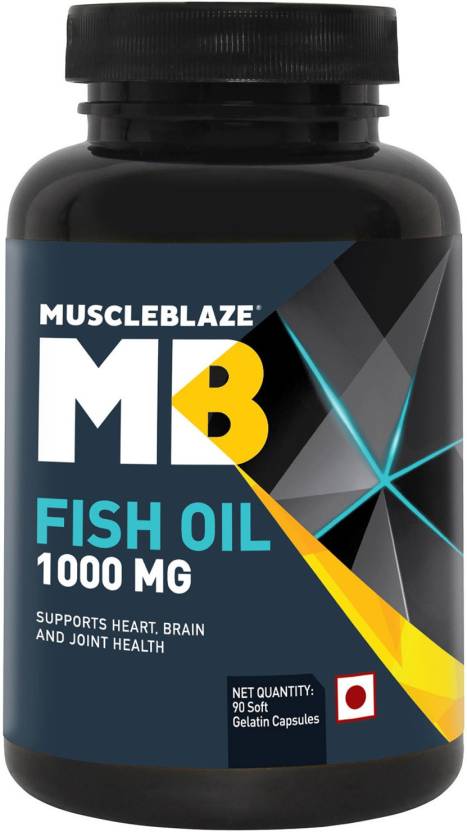 MUSCLEBLAZE®
MB
FISH OIL
1000 MG
SUPPORTS HEART, BRAIN
AND JOINT HEALTH
NET QUANTITY:
90 Soft
Gelatin Capsules